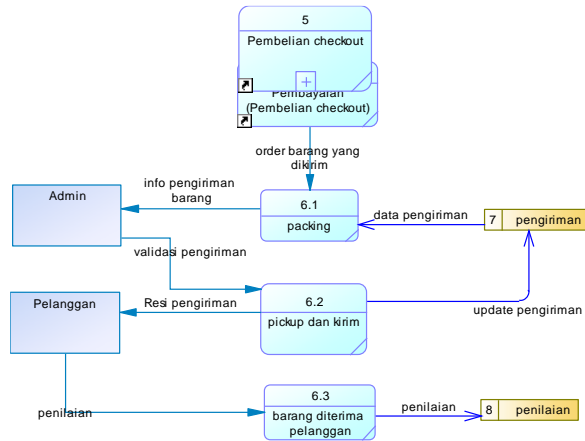 5
Pembelian checkout
Pembayaran
(Pembelian checkout)
order barang yang
dikirim
info pengiriman
barang
Admin
6.1
packing
data pengiriman
7 pengiriman
validasi pengiriman
Pelanggan
Resi pengiriman
6.2
pickup dan kirim
update pengiriman
6.3
barang diterima
pelanggan
penilaian
penilaian
8 penilaian